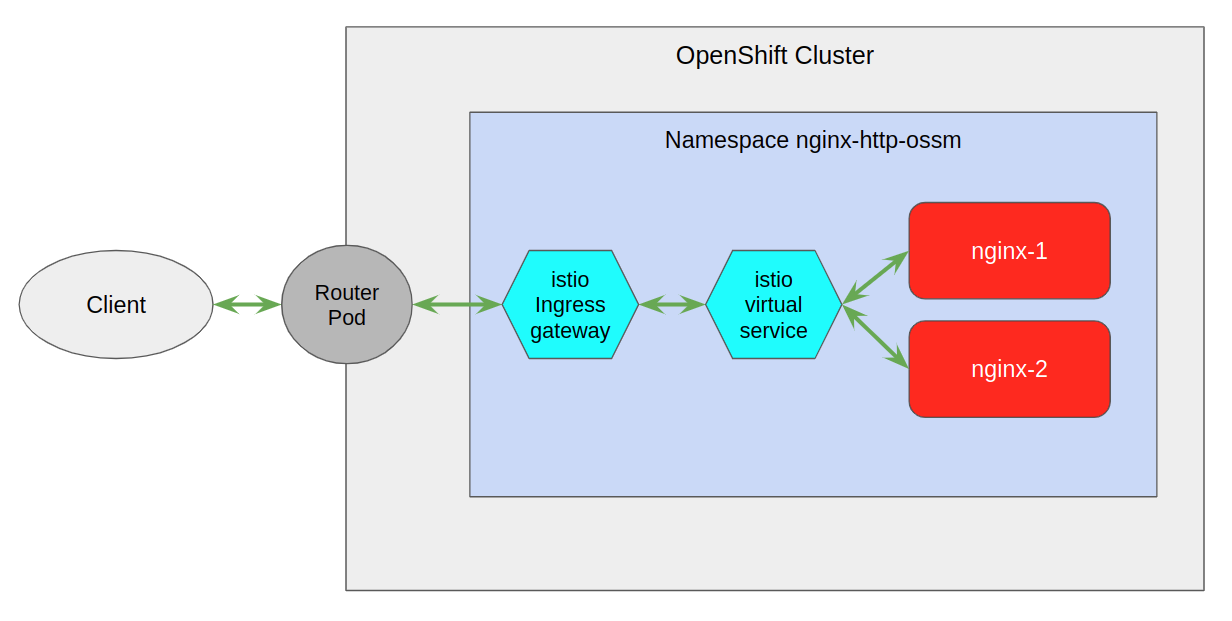 OpenShift Cluster
Namespace nginx-http-ossm
Client
Router
Pod
istio
Ingress
gateway
istio
virtual
service
nginx-1
nginx-2